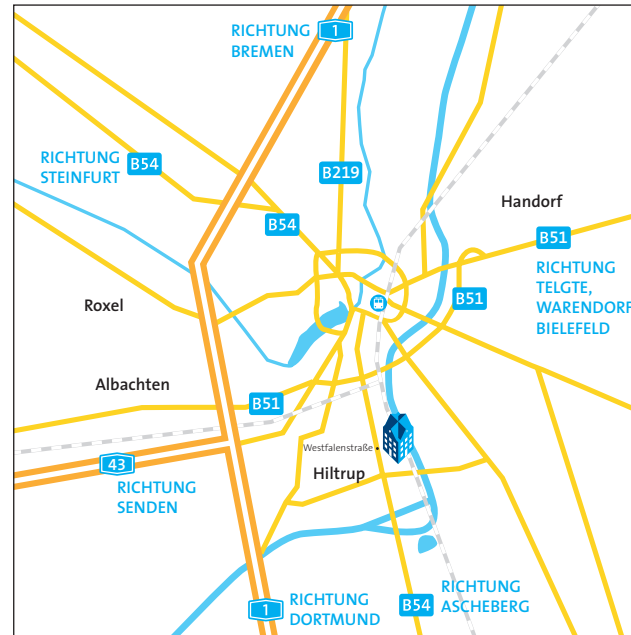 RICHTUNG
BREMEN
1
RICHTUNG
STEINFURT
B54
B219
B54
Handorf
B51
RICHTUNG
TELGTE,
WARENDORF
BIELEFELD
B51
Roxel
Albachten
B51
Westfalenstraße
Hiltrup
43
RICHTUNG
SENDEN
1
RICHTUNG
DORTMUND
B54
RICHTUNG
ASCHEBERG